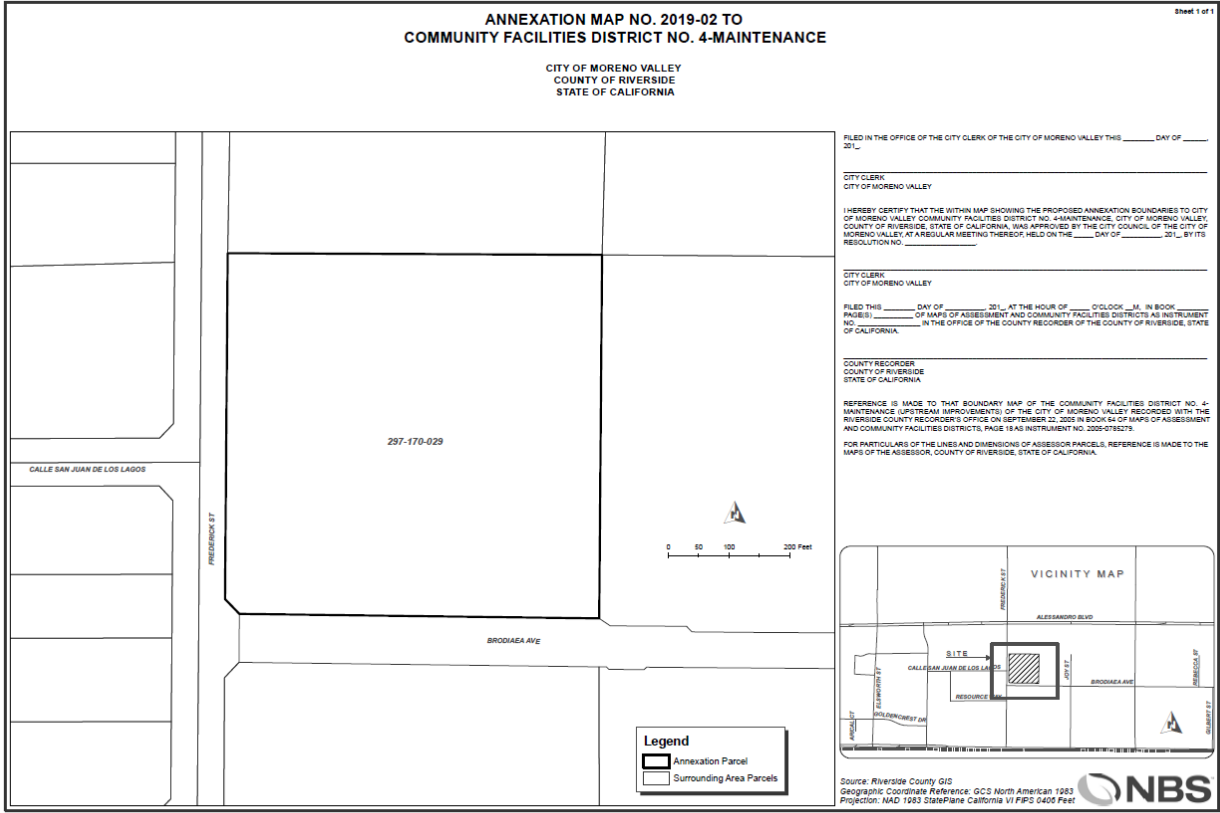 Sheet 1 of 1
ANNEXATION MAP NO. 2019-02 TO
COMMUNITY FACILITIES DISTRICT NO. 4-MAINTENANCE
CITY OF MORENO VALLEY
COUNTY OF RIVERSIDE
STATE OF CALIFORNIA
FILED IN THE OFFICE OF THE CITY CLERK OF THE CITY OF MORENO VALLEY THIS ________ DAY OF ______,
201_.
CITY CLERK
CITY OF MORENO VALLEY
I HEREBY CERTIFY THAT THE WITHIN MAP SHOWING THE PROPOSED ANNEXATION BOUNDARIES TO CITY
OF MORENO VALLEY COMMUNITY FACILITIES DISTRICT NO. 4-MAINTENANCE, CITY OF MORENO VALLEY,
COUNTY OF RIVERSIDE, STATE OF CALIFORNIA, WAS APPROVED BY THE CITY COUNCIL OF THE CITY OF
MORENO VALLEY, AT A REGULAR MEETING THEREOF, HELD ON THE _____ DAY OF __________, 201_, BY ITS
RESOLUTION NO. __________________.
CITY CLERK
CITY OF MORENO VALLEY
FILED THIS ________ DAY OF __________, 201_, AT THE HOUR OF _____ O'CLOCK __M, IN BOOK ________
PAGE(S) __________ OF MAPS OF ASSESSMENT AND COMMUNITY FACILITIES DISTRICTS AS INSTRUMENT
NO. ________________ IN THE OFFICE OF THE COUNTY RECORDER OF THE COUNTY OF RIVERSIDE, STATE
OF CALIFORNIA.
COUNTY RECORDER
COUNTY OF RIVERSIDE
STATE OF CALIFORNIA
REFERENCE IS MADE TO THAT BOUNDARY MAP OF THE COMMUNITY FACILITIES DISTRICT NO. 4-
MAINTENANCE (UPSTREAM IMPROVEMENTS) OF THE CITY OF MORENO VALLEY RECORDED WITH THE
RIVERSIDE COUNTY RECORDER'S OFFICE ON SEPTEMBER 22, 2005 IN BOOK 64 OF MAPS OF ASSESSMENT
AND COMMUNITY FACILITIES DISTRICTS, PAGE 18 AS INSTRUMENT NO. 2005-0785279.
FOR PARTICULARS OF THE LINES AND DIMENSIONS OF ASSESSOR PARCELS, REFERENCE IS MADE TO THE
MAPS OF THE ASSESSOR, COUNTY OF RIVERSIDE, STATE OF CALIFORNIA.
297-170-029
CALLE SAN JUAN DE LOS LAGOS
FREDERICK ST
BRODIAEA AVE
N
0 50 100 200 Feet
Legend
Annexation Parcel
Surrounding Area Parcels
VICINITY MAP
FREDERICK ST
ALESSANDRO BLVD
SITE
CALLE SAN JUAN DE LOS LAGOS
JOY ST
REBECCA ST
ELSWORTH ST
BRODIAEA AVE
RESOURCE WAY
GOLDENCREST DR
GILBERT ST
N
Source: Riverside County GIS
Geographic Coordinate Reference: GCS North American 1983
Projection: NAD 1983 StatePlane California VI FIPS 0406 Feet
NBS